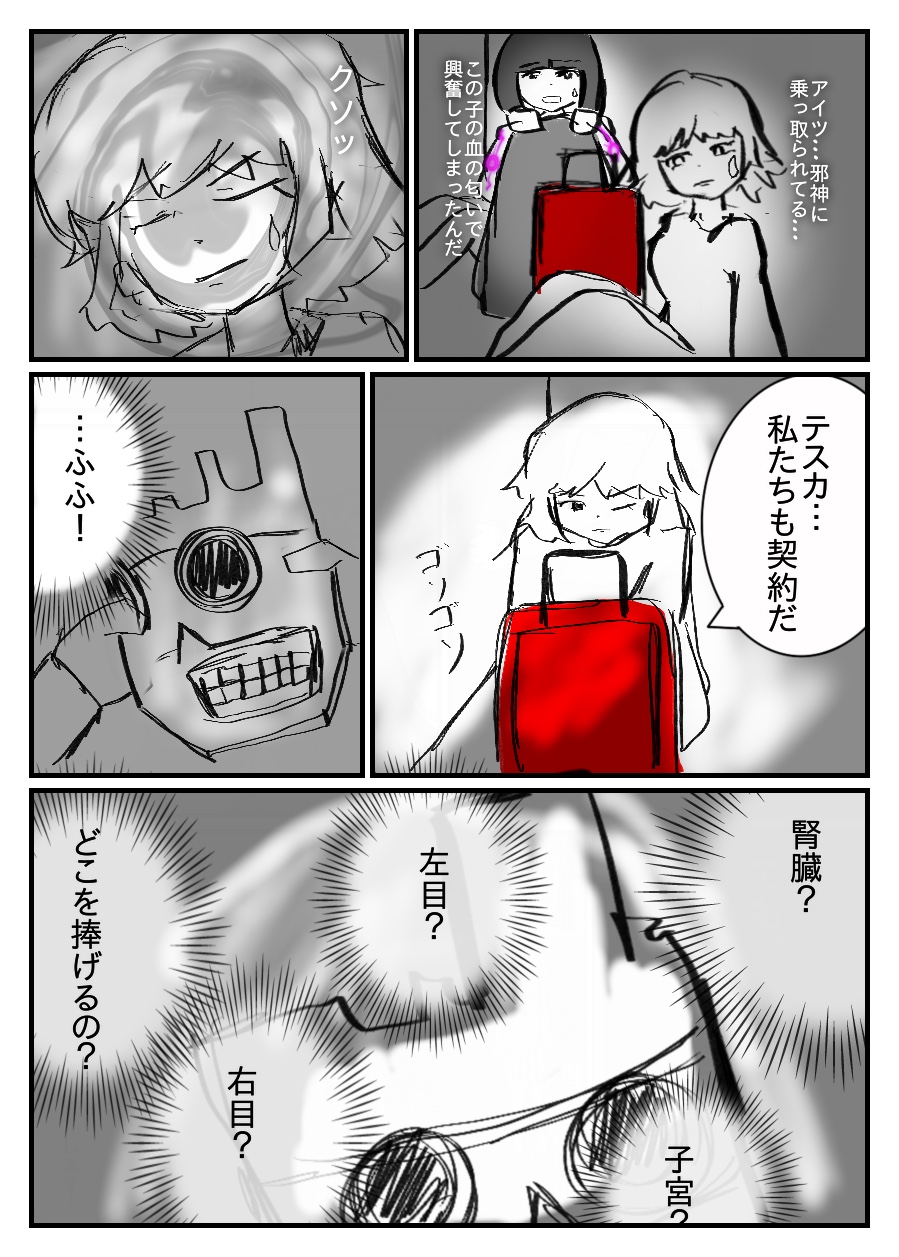 アイツ…邪神に
乗っ取られてる…
この子の血の匂いで
興奮してしまったんだ
クソッ
テスカ…
私たちも契約だ
ゴソゴソ
…ふふ！
腎臓？
子宮？
左目？
右目？
どこを捧げるの？